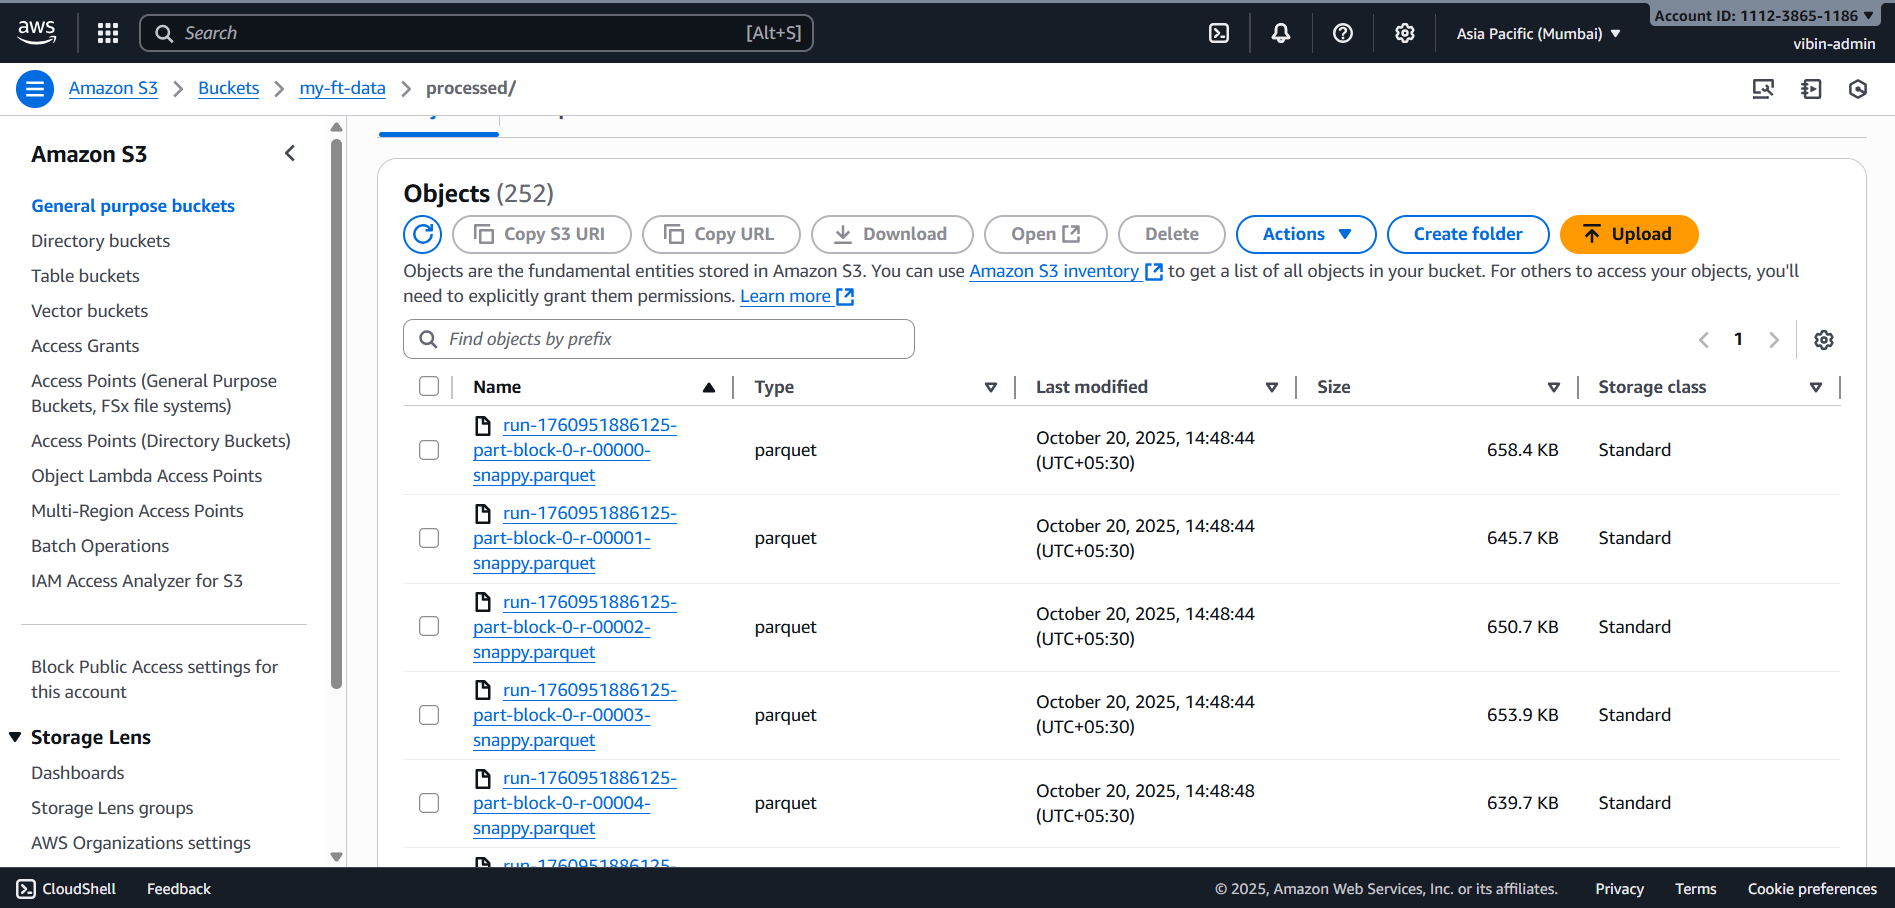 aws
Search
[Alt+S]
Asia Pacific (Mumbai) ▼
Account ID: 1112-3865-1186 ▼
vibin-admin
Amazon S3
Buckets
my-ft-data
processed/
Amazon S3
General purpose buckets
Directory buckets
Table buckets
Vector buckets
Access Grants
Access Points (General Purpose
Buckets, FSx file systems)
Access Points (Directory Buckets)
Object Lambda Access Points
Multi-Region Access Points
Batch Operations
IAM Access Analyzer for S3
Block Public Access settings for
this account
Storage Lens
Dashboards
Storage Lens groups
AWS Organizations settings
Objects (252)
Copy S3 URI
Copy URL
Download
Open
Delete
Actions
Create folder
Upload
Objects are the fundamental entities stored in Amazon S3. You can use Amazon S3 inventory to get a list of all objects in your bucket. For others to access your objects, you'll
need to explicitly grant them permissions. Learn more
Find objects by prefix
1
Name
Type
Last modified
Size
Storage class
run-1760951886125-
part-block-0-r-00000-
snappy.parquet
parquet
October 20, 2025, 14:48:44
(UTC+05:30)
658.4 KB
Standard
run-1760951886125-
part-block-0-r-00001-
snappy.parquet
parquet
October 20, 2025, 14:48:44
(UTC+05:30)
645.7 KB
Standard
run-1760951886125-
part-block-0-r-00002-
snappy.parquet
parquet
October 20, 2025, 14:48:44
(UTC+05:30)
650.7 KB
Standard
run-1760951886125-
part-block-0-r-00003-
snappy.parquet
parquet
October 20, 2025, 14:48:44
(UTC+05:30)
653.9 KB
Standard
run-1760951886125-
part-block-0-r-00004-
snappy.parquet
parquet
October 20, 2025, 14:48:48
(UTC+05:30)
639.7 KB
Standard
run-1760951886125-
CloudShell
Feedback
© 2025, Amazon Web Services, Inc. or its affiliates.
Privacy
Terms
Cookie preferences